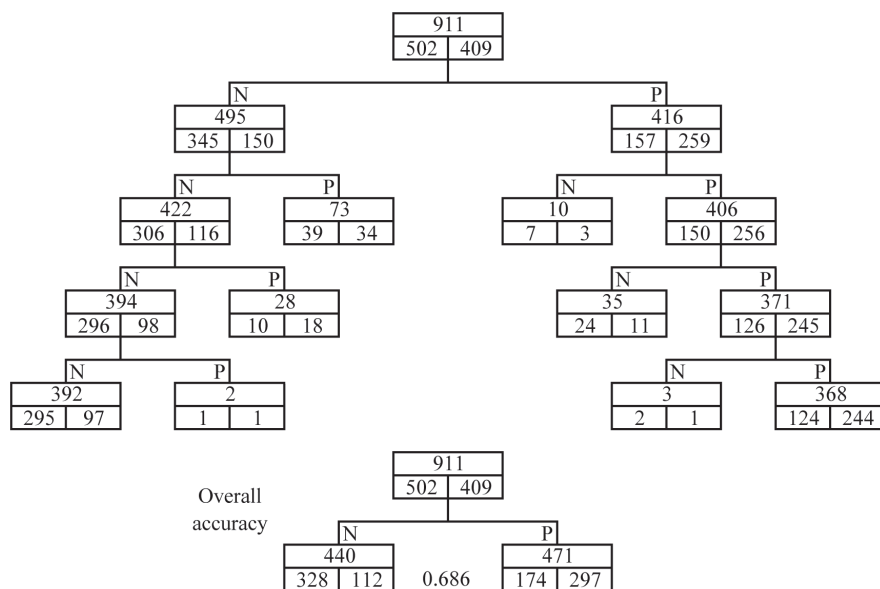 911
502 409
N P
495 416
345 150 157 259
N P N P
422 73 10 406
306 116 39 34 7 3 150 256
N P N P
394 28 35 371
296 98 10 18 24 11 126 245
N P N P
392 2 3 368
295 97 1 1 2 1 124 244
911
502 409
Overall
accuracy
N P
440 471
328 112 0.686 174 297